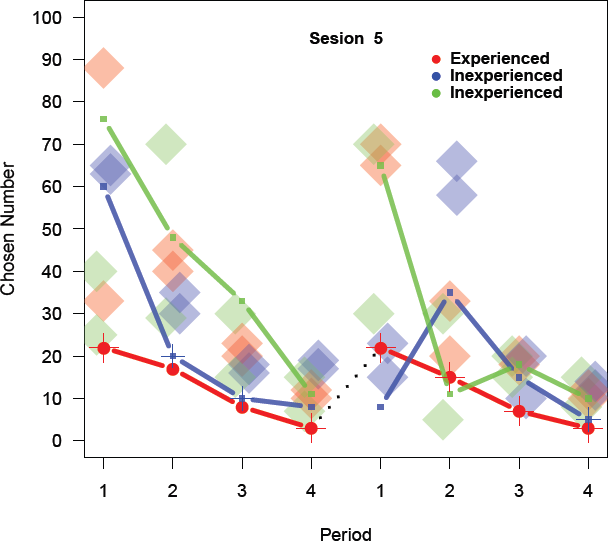 Sesion 5
Experienced
Inexperienced
Inexperienced
100
90
80
70
60
50
40
30
20
10
0
Chosen Number
1 2 3 4 1 2 3 4
Period